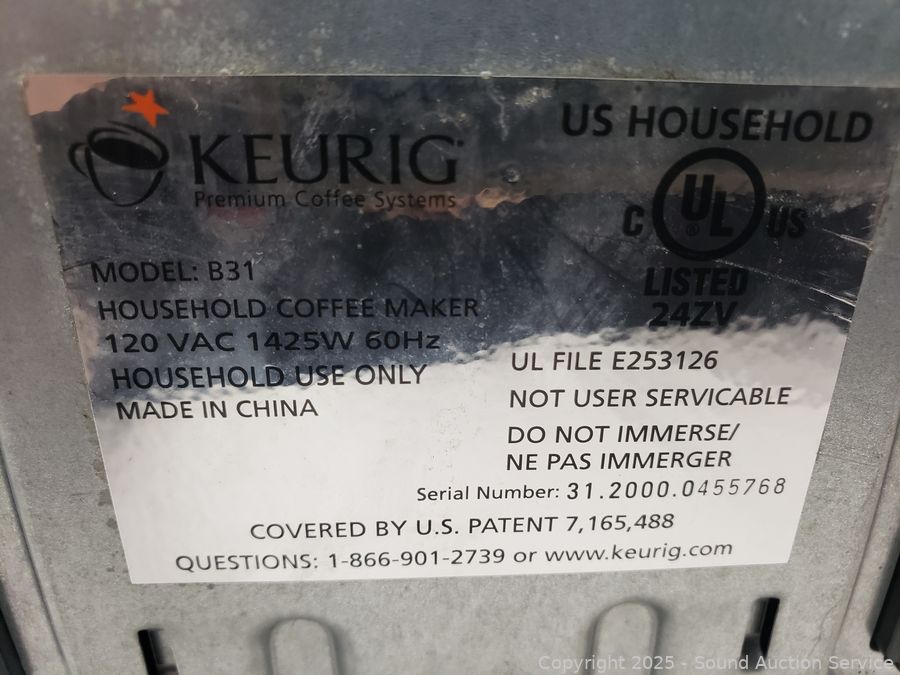 KEURIG
Premium Coffee Systems
MODEL: B31
HOUSEHOLD COFFEE MAKER
120 VAC 1425W 60Hz
HOUSEHOLD USE ONLY
MADE IN CHINA
US HOUSEHOLD
C UL® US
LISTED
24ZV
UL FILE E253126
NOT USER SERVICABLE
DO NOT IMMERSE/
NE PAS IMMERGER
Serial Number: 31.2000.0455768
COVERED BY U.S. PATENT 7,165,488
QUESTIONS: 1-866-901-2739 or www.keurig.com
Copyright 2025 - Sound Auction Service